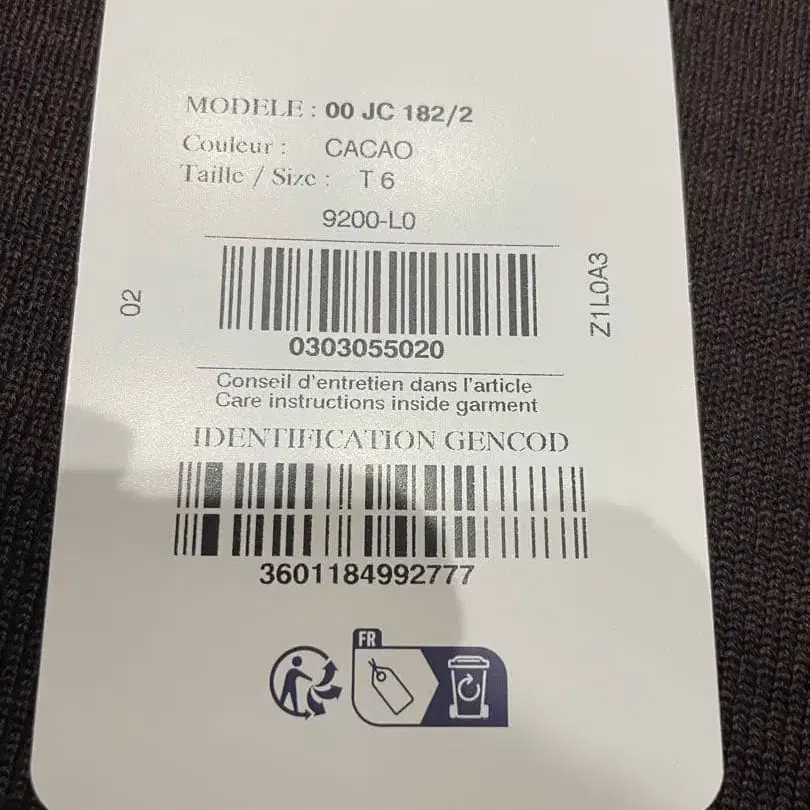 MODELE : 00 JC 182/2
Couleur : CACAO
Taille / Size : T 6
9200-L0
02
Z1L0A3
0303055020
Conseil d'entretien dans l'article
Care instructions inside garment
IDENTIFICATION GENCOD
3601184992777
FR